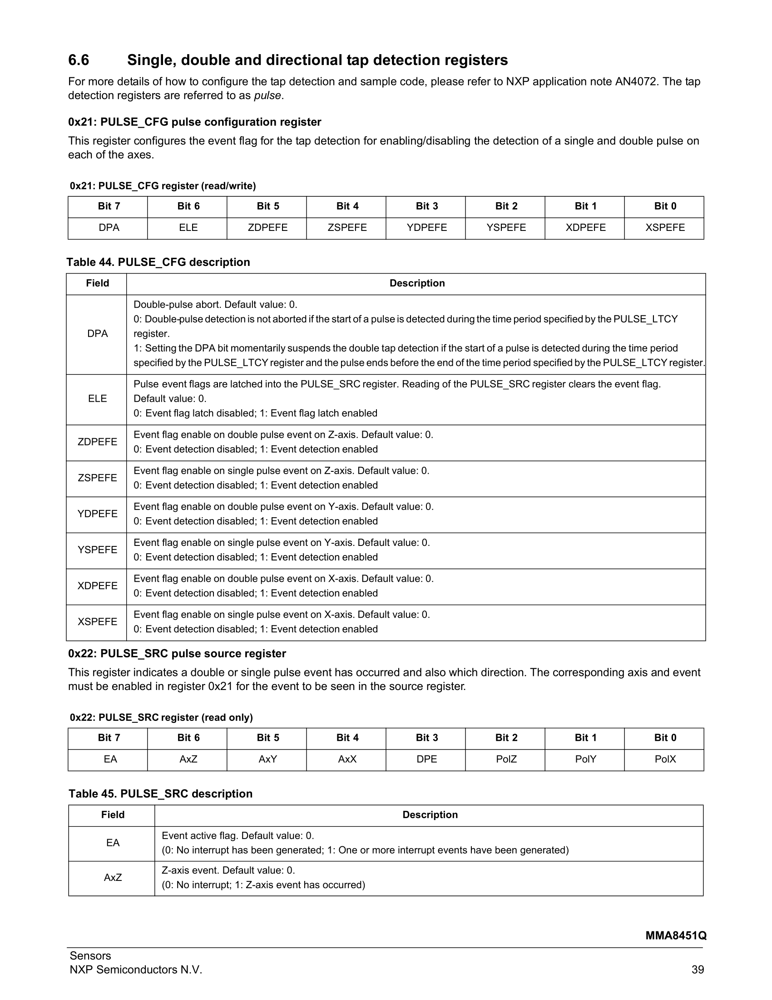 6.6 Single, double and directional tap detection registers
For more details of how to configure the tap detection and sample code, please refer to NXP application note AN4072. The tap
detection registers are referred to as pulse.
0x21: PULSE_CFG pulse configuration register
This register configures the event flag for the tap detection for enabling/disabling the detection of a single and double pulse on
each of the axes.
0x21: PULSE_CFG register (read/write)
Bit 7 Bit 6 Bit 5 Bit 4 Bit 3 Bit 2 Bit 1 Bit 0
DPA ELE ZDPEFE ZSPEFE YDPEFE YSPEFE XDPEFE XSPEFE
Table 44. PULSE_CFG description
Field Description
DPA
Double-pulse abort. Default value: 0.
0: Double-pulse detection is not aborted if the start of a pulse is detected during the time period specified by the PULSE_LTCY
register.
1: Setting the DPA bit momentarily suspends the double tap detection if the start of a pulse is detected during the time period
specified by the PULSE_LTCY register and the pulse ends before the end of the time period specified by the PULSE_LTCY register.
ELE
Pulse event flags are latched into the PULSE_SRC register. Reading of the PULSE_SRC register clears the event flag.
Default value: 0.
0: Event flag latch disabled; 1: Event flag latch enabled
ZDPEFE
Event flag enable on double pulse event on Z-axis. Default value: 0.
0: Event detection disabled; 1: Event detection enabled
ZSPEFE
Event flag enable on single pulse event on Z-axis. Default value: 0.
0: Event detection disabled; 1: Event detection enabled
YDPEFE
Event flag enable on double pulse event on Y-axis. Default value: 0.
0: Event detection disabled; 1: Event detection enabled
YSPEFE
Event flag enable on single pulse event on Y-axis. Default value: 0.
0: Event detection disabled; 1: Event detection enabled
XDPEFE
Event flag enable on double pulse event on X-axis. Default value: 0.
0: Event detection disabled; 1: Event detection enabled
XSPEFE
Event flag enable on single pulse event on X-axis. Default value: 0.
0: Event detection disabled; 1: Event detection enabled
0x22: PULSE_SRC pulse source register
This register indicates a double or single pulse event has occurred and also which direction. The corresponding axis and event
must be enabled in register 0x21 for the event to be seen in the source register.
0x22: PULSE_SRC register (read only)
Bit 7 Bit 6 Bit 5 Bit 4 Bit 3 Bit 2 Bit 1 Bit 0
EA AxZ AxY AxX DPE PolZ PolY PolX
Table 45. PULSE_SRC description
Field Description
EA
Event active flag. Default value: 0.
(0: No interrupt has been generated; 1: One or more interrupt events have been generated)
AxZ
Z-axis event. Default value: 0.
(0: No interrupt; 1: Z-axis event has occurred)
MMA8451Q
Sensors
NXP Semiconductors N.V. 39